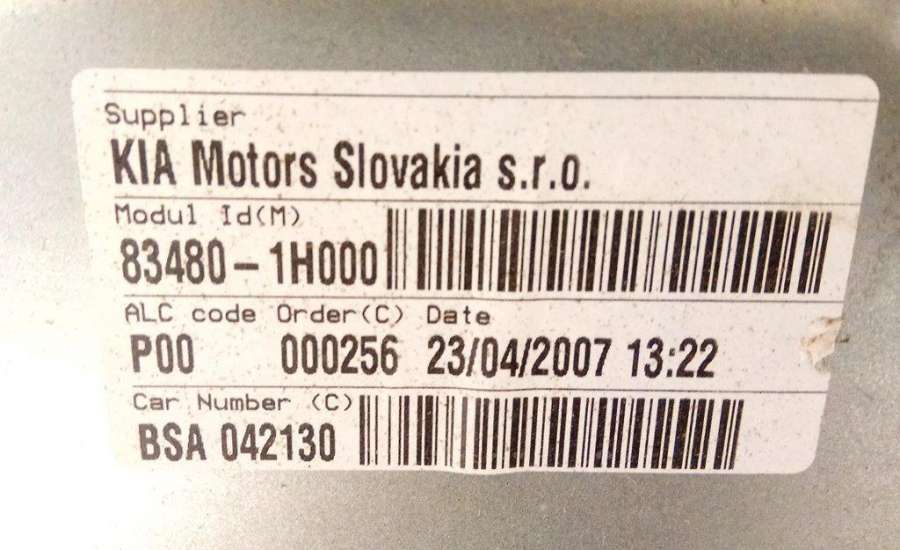 Supplier
KIA Motors Slovakia s.r.o.
Modul Id(M)
83480-1H000
ALC code Order(C) Date
P00 000256 23/04/2007 13:22
Car Number (C)
BSA 042130